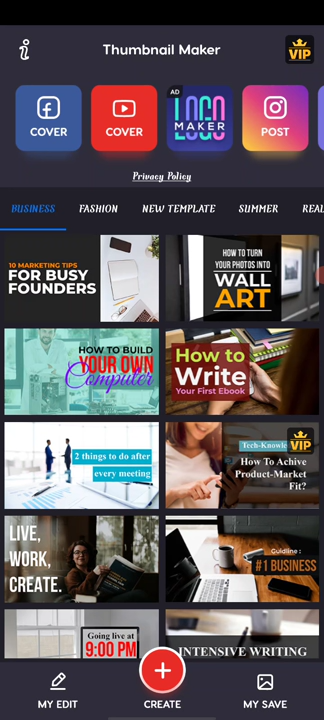 Thumbnail Maker
VIP
COVER
COVER
AD
LOGO
MAKER
POST
Privacy Policy
BUSINESS
FASHION
NEW TEMPLATE
SUMMER
REAL
10 MARKETING TIPS
FOR BUSY
FOUNDERS
HOW TO TURN
YOUR PHOTOS INTO
WALL
ART
HOW TO BUILD
YOUR OWN
Computer
How to
Write
Your First Ebook
2 things to do after
every meeting
Tech-Knowle
VIP
How To Achive
Product-Market
Fit?
LIVE,
WORK,
CREATE.
Guidline :
#1 BUSINESS
Going live at
9:00 PM
INTENSIVE WRITING
MY EDIT
CREATE
MY SAVE